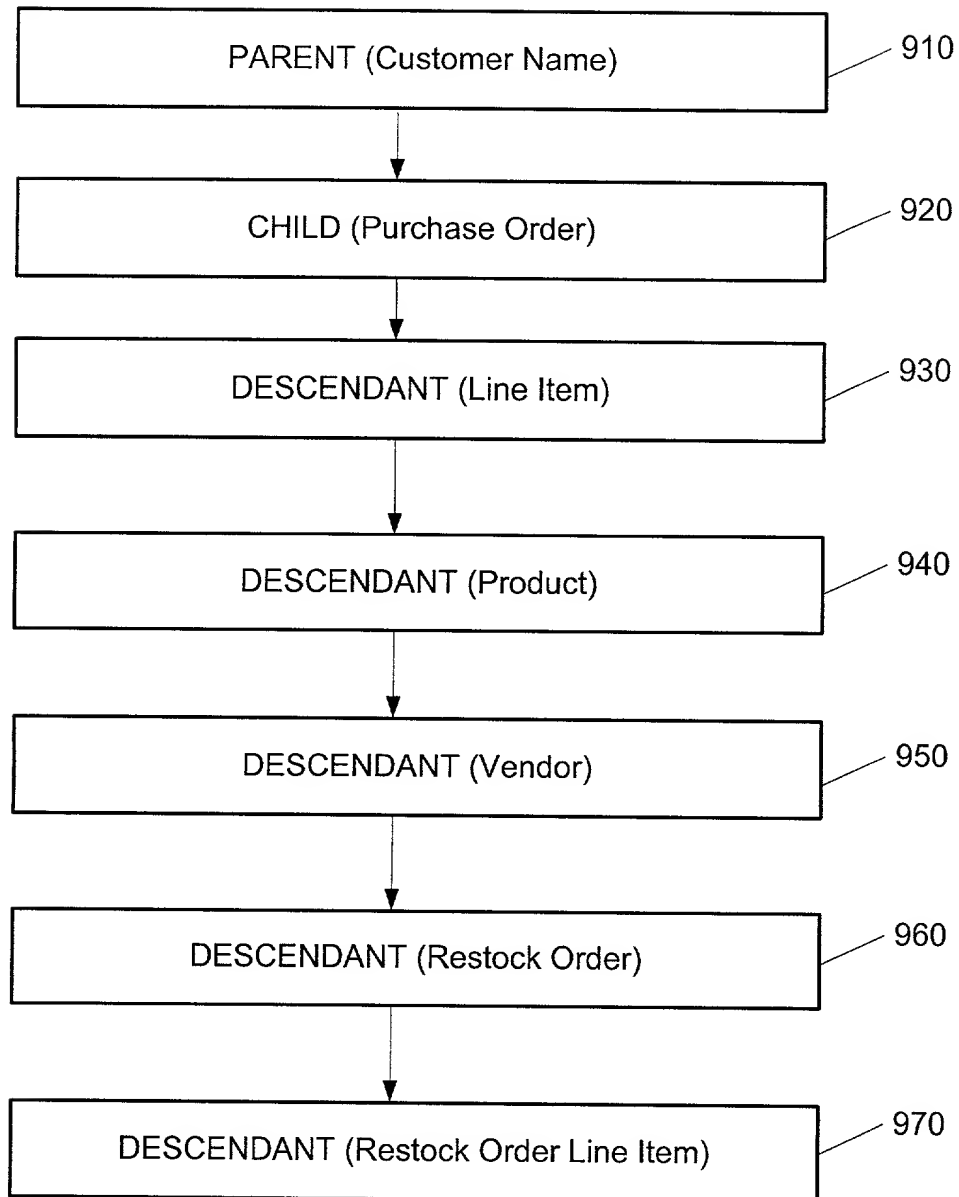 PARENT (Customer Name)
910
CHILD (Purchase Order)
920
DESCENDANT (Line Item)
930
DESCENDANT (Product)
940
DESCENDANT (Vendor)
950
DESCENDANT (Restock Order)
960
DESCENDANT (Restock Order Line Item)
970